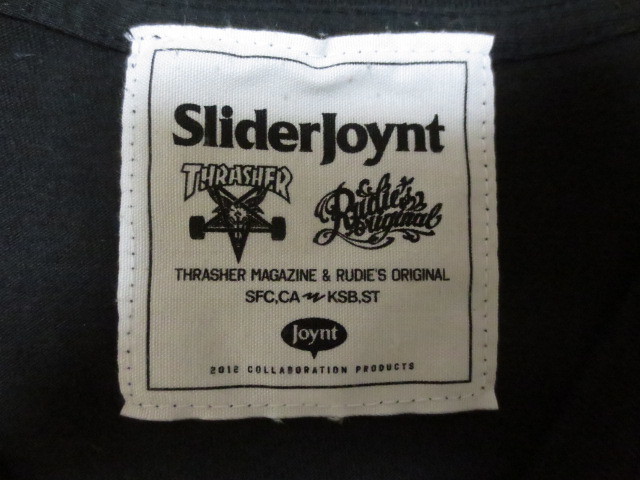 SliderJoynt
THRASHER
Rudie's
Original
THRASHER MAGAZINE & RUDIE'S ORIGINAL
SFC,CA KSB,ST
Joynt
2012 COLLABORATION PRODUCTS